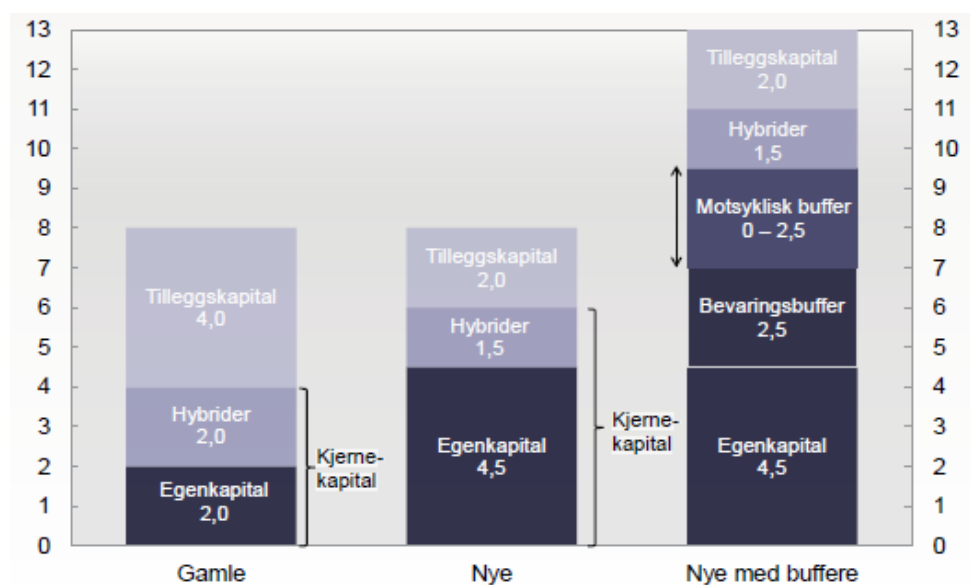 13
12
11
10
9
8
7
6
5
4
3
2
1
0
Tilleggskapital
4,0
Hybrider
2,0
Egenkapital
2,0
Kjerne-
kapital
Gamle
Tilleggskapital
2,0
Hybrider
1,5
Egenkapital
4,5
Kjerne-
kapital
Nye
Tilleggskapital
2,0
Hybrider
1,5
Motsyklisk buffer
0 – 2,5
Bevaringsbuffer
2,5
Egenkapital
4,5
Nye med buffere
13
12
11
10
9
8
7
6
5
4
3
2
1
0